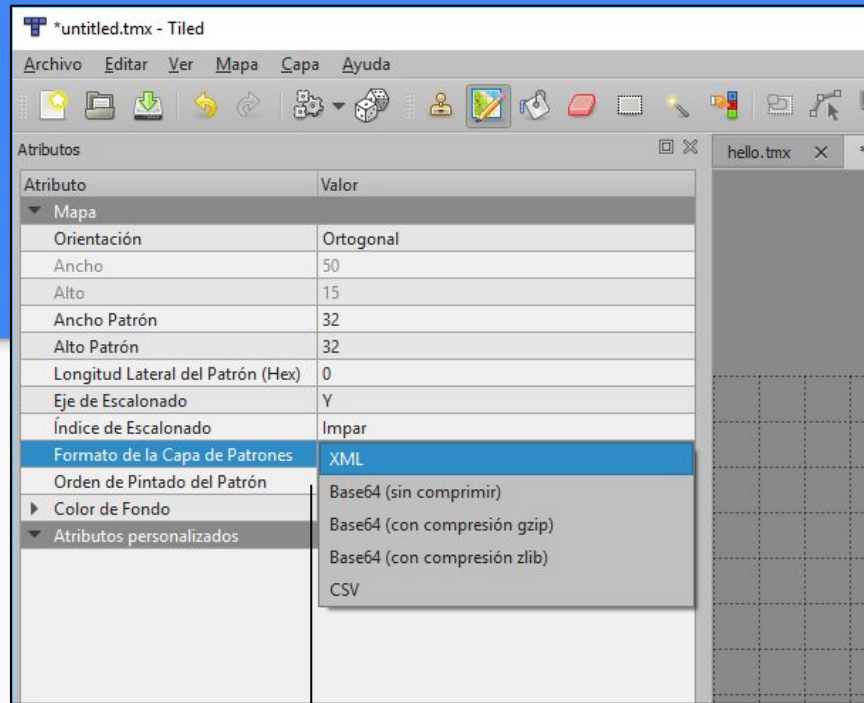 *untitled.tmx - Tiled
Archivo Editar Ver Mapa Capa Ayuda
Atributos
hello.tmx
Atributo Valor
Mapa
Orientación Ortogonal
Ancho 50
Alto 15
Ancho Patrón 32
Alto Patrón 32
Longitud Lateral del Patrón (Hex) 0
Eje de Escalonado Y
Índice de Escalonado Impar
Formato de la Capa de Patrones XML
Orden de Pintado del Patrón
Base64 (sin comprimir)
Color de Fondo
Base64 (con compresión gzip)
Atributos personalizados
Base64 (con compresión zlib)
CSV